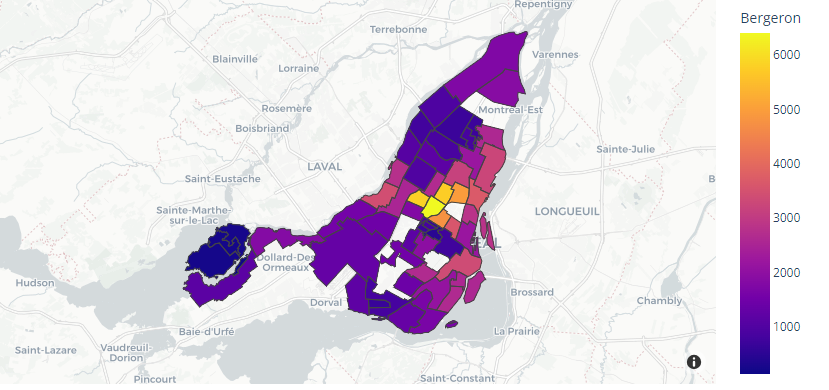 Repentigny
Bergeron
Terrebonne
Varennes
6000
Blainville
Lorraine
5000
Rosemère
Montréal-Est
Boisbriand
Sainte-Julie
LAVAL
4000
Saint-Eustache
B
Sainte-Marthe-
sur-le-Lac
LONGUEUIL
3000
ÉAL
Dollard-Des
Ormeaux
2000
Hudson
Brossard
Dorval
Chambly
1000
Baie-d'Urfé
La Prairie
Saint-Lazare
Vaudreuil-
Dorion
Pincourt
Saint-Constant